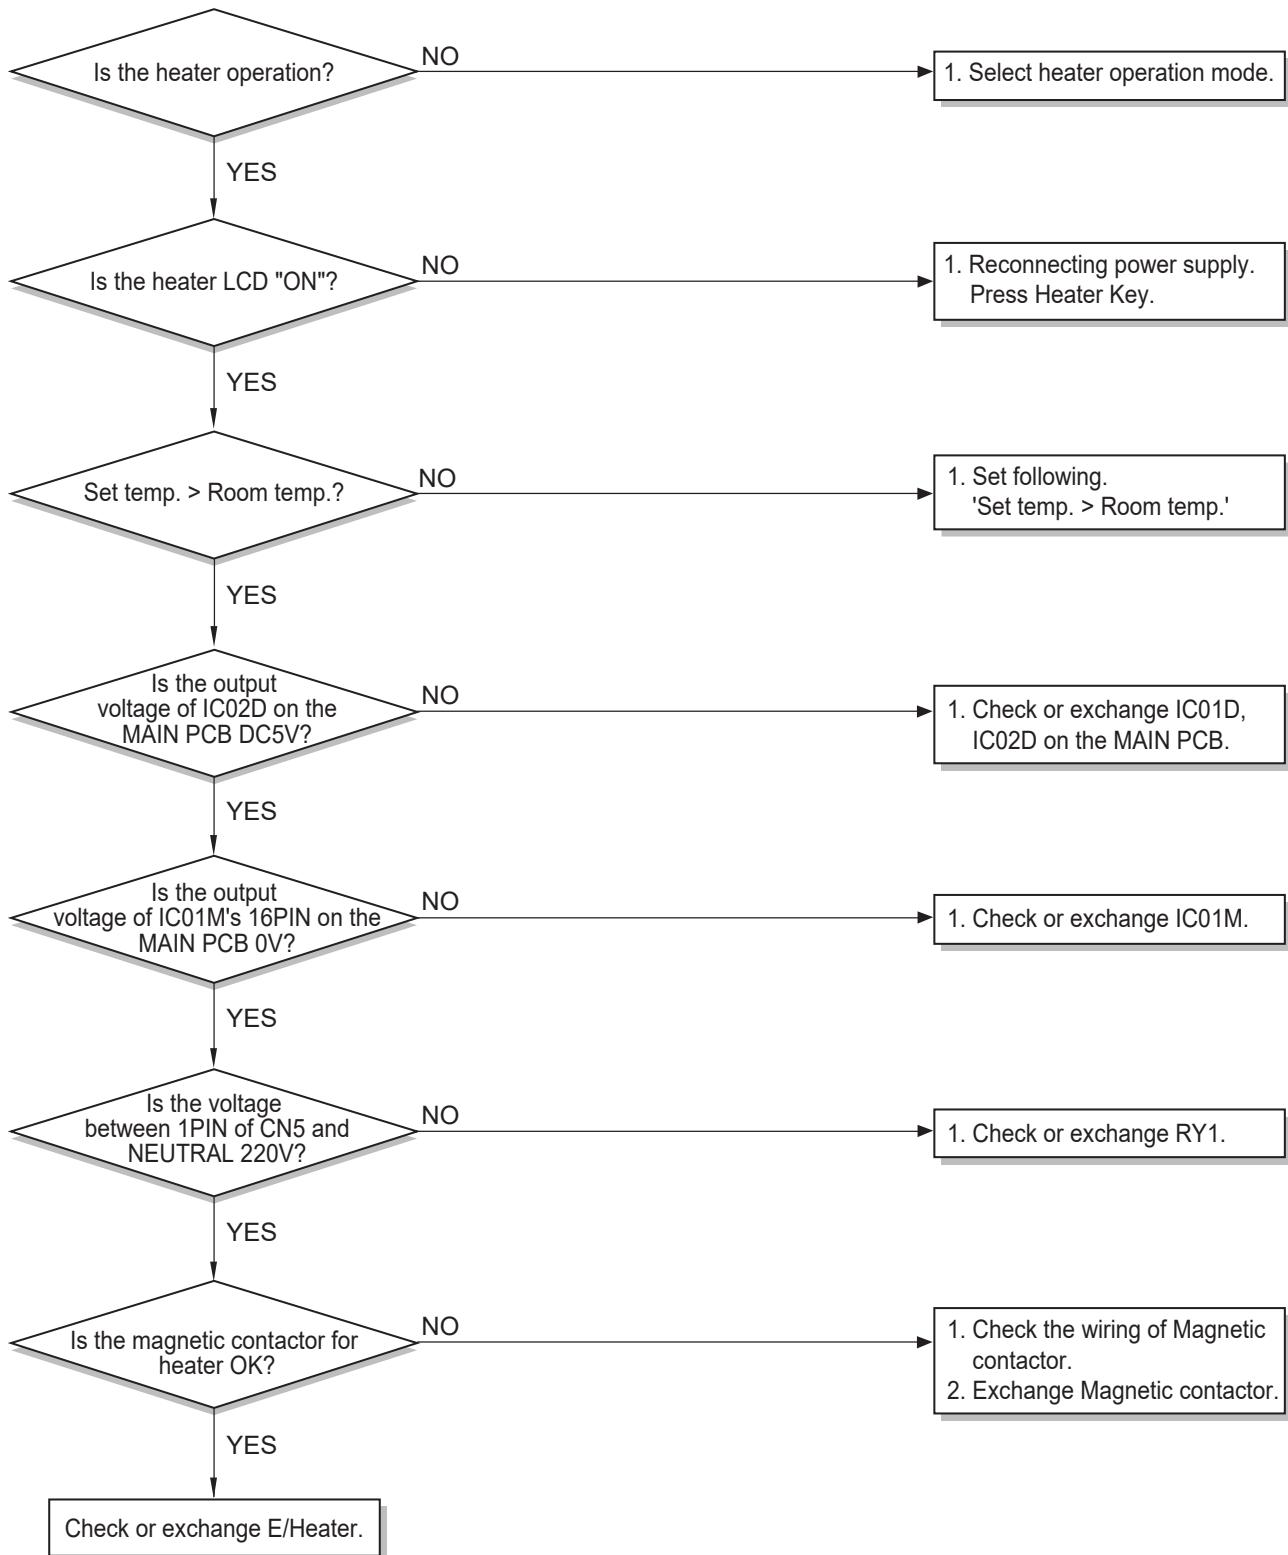 Is the heater operation?
NO
1. Select heater operation mode.
YES
Is the heater LCD "ON"?
NO
1. Reconnecting power supply.
Press Heater Key.
YES
Set temp. > Room temp.?
NO
1. Set following.
'Set temp. > Room temp.'
YES
Is the output
voltage of IC02D on the
MAIN PCB DC5V?
NO
1. Check or exchange IC01D,
IC02D on the MAIN PCB.
YES
Is the output
voltage of IC01M's 16PIN on the
MAIN PCB 0V?
NO
1. Check or exchange IC01M.
YES
Is the voltage
between 1PIN of CN5 and
NEUTRAL 220V?
NO
1. Check or exchange RY1.
YES
Is the magnetic contactor for
heater OK?
NO
1. Check the wiring of Magnetic
contactor.
2. Exchange Magnetic contactor.
YES
Check or exchange E/Heater.